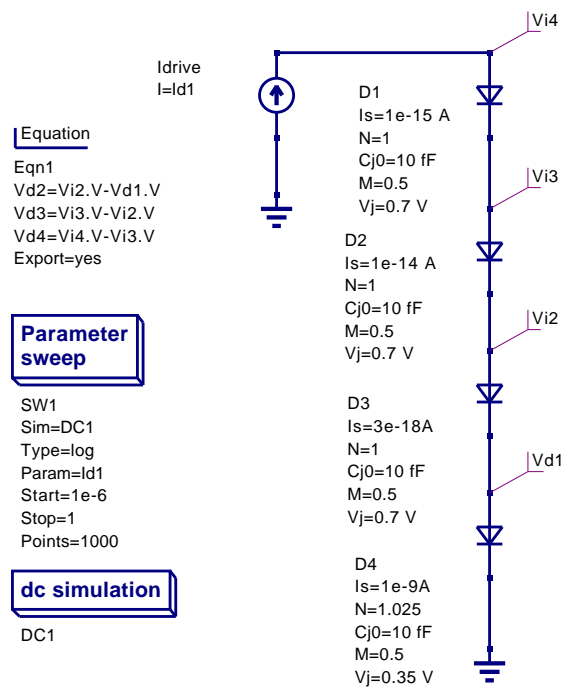 Vi4
Idrive
I=Id1
D1
Is=1e-15 A
N=1
Cj0=10 fF
M=0.5
Vj=0.7 V
Equation
Eqn1
Vd2=Vi2.V-Vd1.V
Vd3=Vi3.V-Vi2.V
Vd4=Vi4.V-Vi3.V
Export=yes
Vi3
D2
Is=1e-14 A
N=1
Cj0=10 fF
M=0.5
Vj=0.7 V
Vi2
Parameter
sweep
SW1
Sim=DC1
Type=log
Param=Id1
Start=1e-6
Stop=1
Points=1000
D3
Is=3e-18A
N=1
Cj0=10 fF
M=0.5
Vj=0.7 V
Vd1
dc simulation
DC1
D4
Is=1e-9A
N=1.025
Cj0=10 fF
M=0.5
Vj=0.35 V